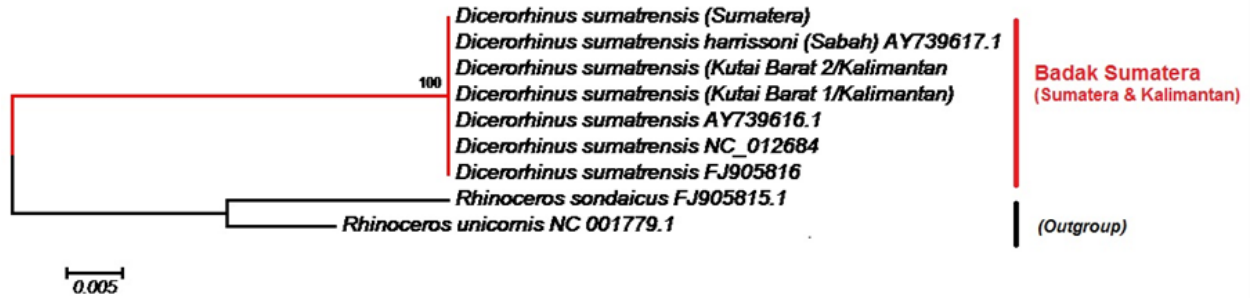 Dicerorhinus sumatrensis (Sumatera)
Dicerorhinus sumatrensis harrissoni (Sabah) AY739617.1
Dicerorhinus sumatrensis (Kutai Barat 2/Kalimantan
Dicerorhinus sumatrensis (Kutai Barat 1/Kalimantan)
Dicerorhinus sumatrensis AY739616.1
Dicerorhinus sumatrensis NC_012684
Dicerorhinus sumatrensis FJ905816
Rhinoceros sondaicus FJ905815.1
Rhinoceros unicornis NC 001779.1
100
0.005
Badak Sumatera
(Sumatera & Kalimantan)
(Outgroup)